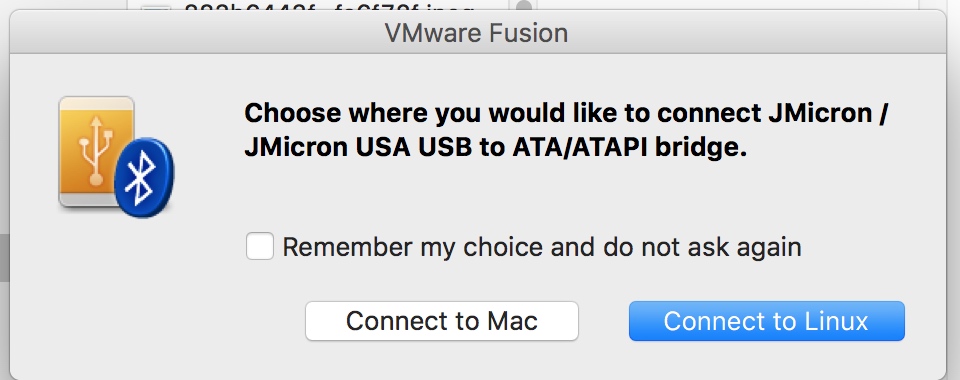 VMware Fusion
Choose where you would like to connect JMicron /
JMicron USA USB to ATA/ATAPI bridge.
Remember my choice and do not ask again
Connect to Mac
Connect to Linux